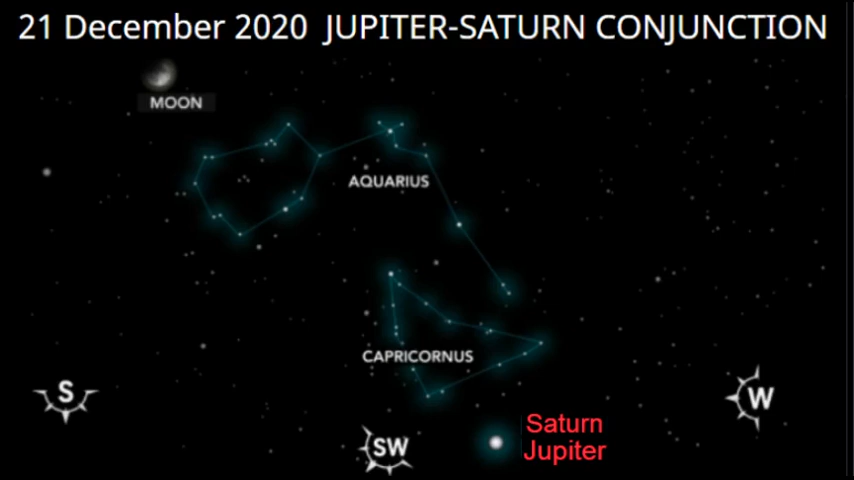 21 December 2020 JUPITER-SATURN CONJUNCTION
MOON
AQUARIUS
CAPRICORNUS
S
SW
W
Saturn
Jupiter